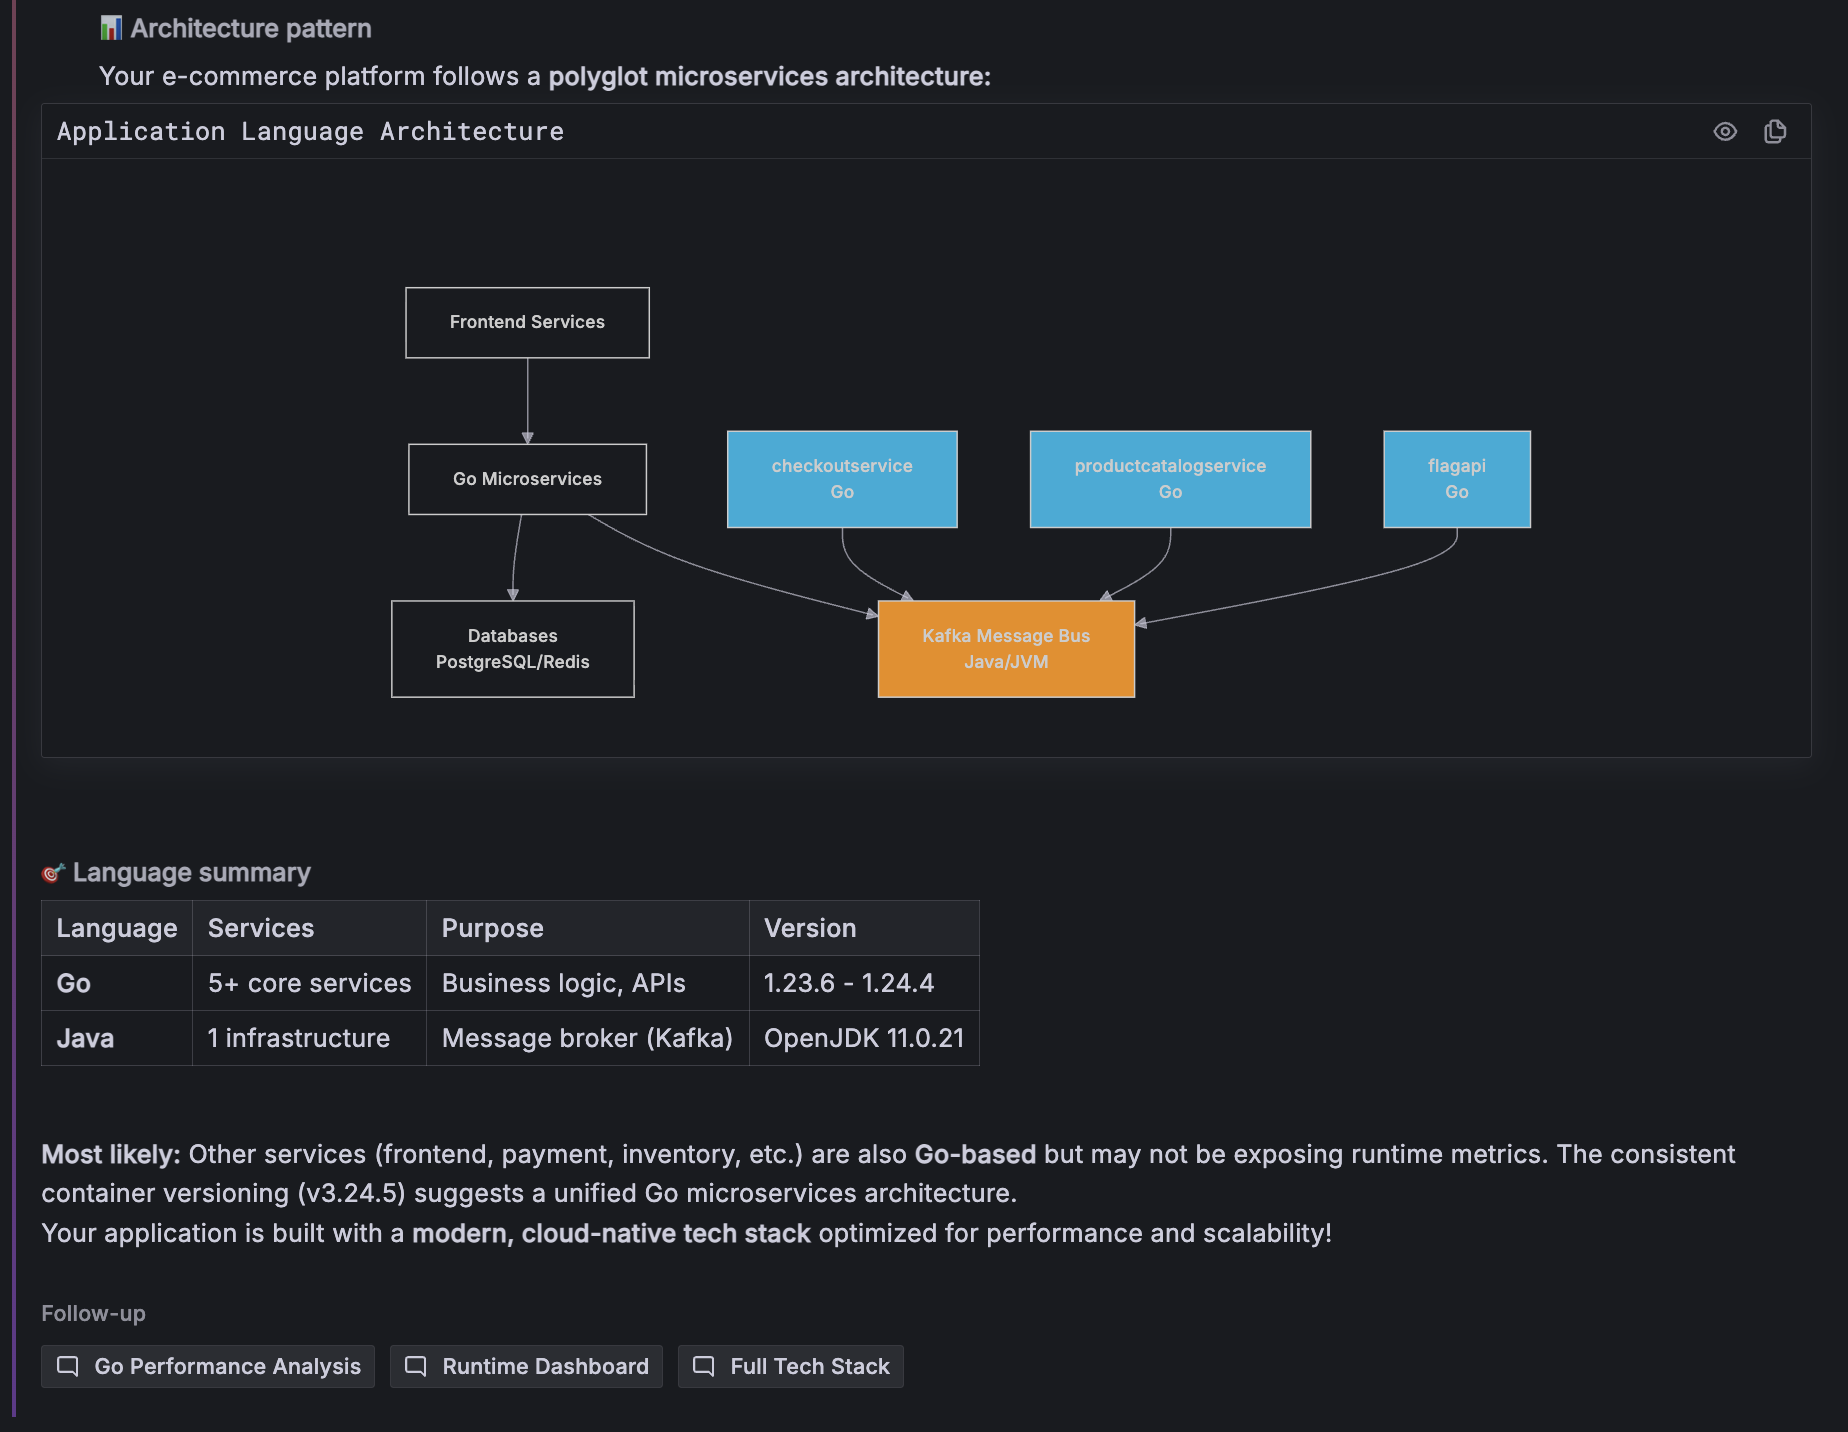 📊 Architecture pattern
Your e-commerce platform follows a polyglot microservices architecture:
Application Language Architecture
Frontend Services
Go Microservices
checkoutservice
Go
productcatalogservice
Go
flagapi
Go
Databases
PostgreSQL/Redis
Kafka Message Bus
Java/JVM
🎯 Language summary
Language Services Purpose Version
Go 5+ core services Business logic, APIs 1.23.6 - 1.24.4
Java 1 infrastructure Message broker (Kafka) OpenJDK 11.0.21
Most likely: Other services (frontend, payment, inventory, etc.) are also Go-based but may not be exposing runtime metrics. The consistent
container versioning (v3.24.5) suggests a unified Go microservices architecture.
Your application is built with a modern, cloud-native tech stack optimized for performance and scalability!
Follow-up
Go Performance Analysis Runtime Dashboard Full Tech Stack